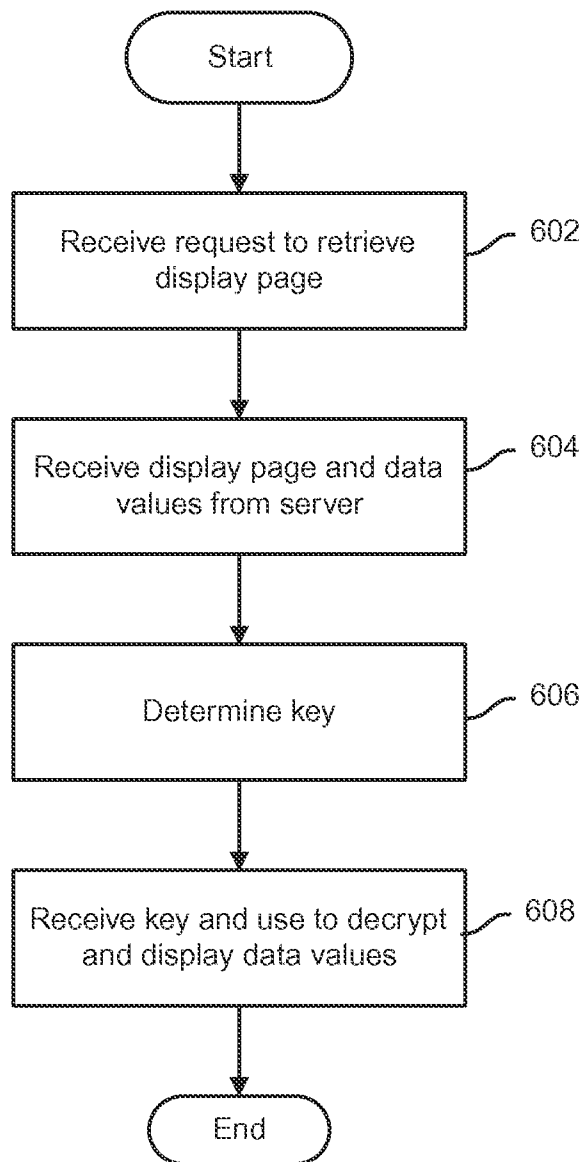 Start
Receive request to retrieve
display page
602
Receive display page and data
values from server
604
Determine key
606
Receive key and use to decrypt
and display data values
608
End